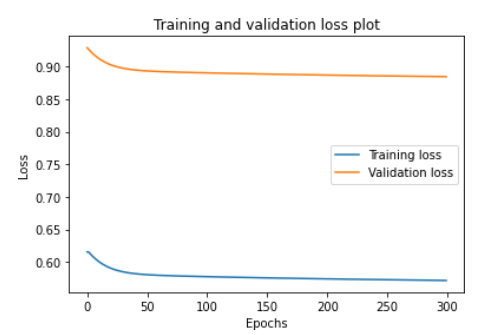 Training and validation loss plot
Loss
0.90
0.85
0.80
0.75
0.70
0.65
0.60
Training loss
Validation loss
0 50 100 150 200 250 300
Epochs